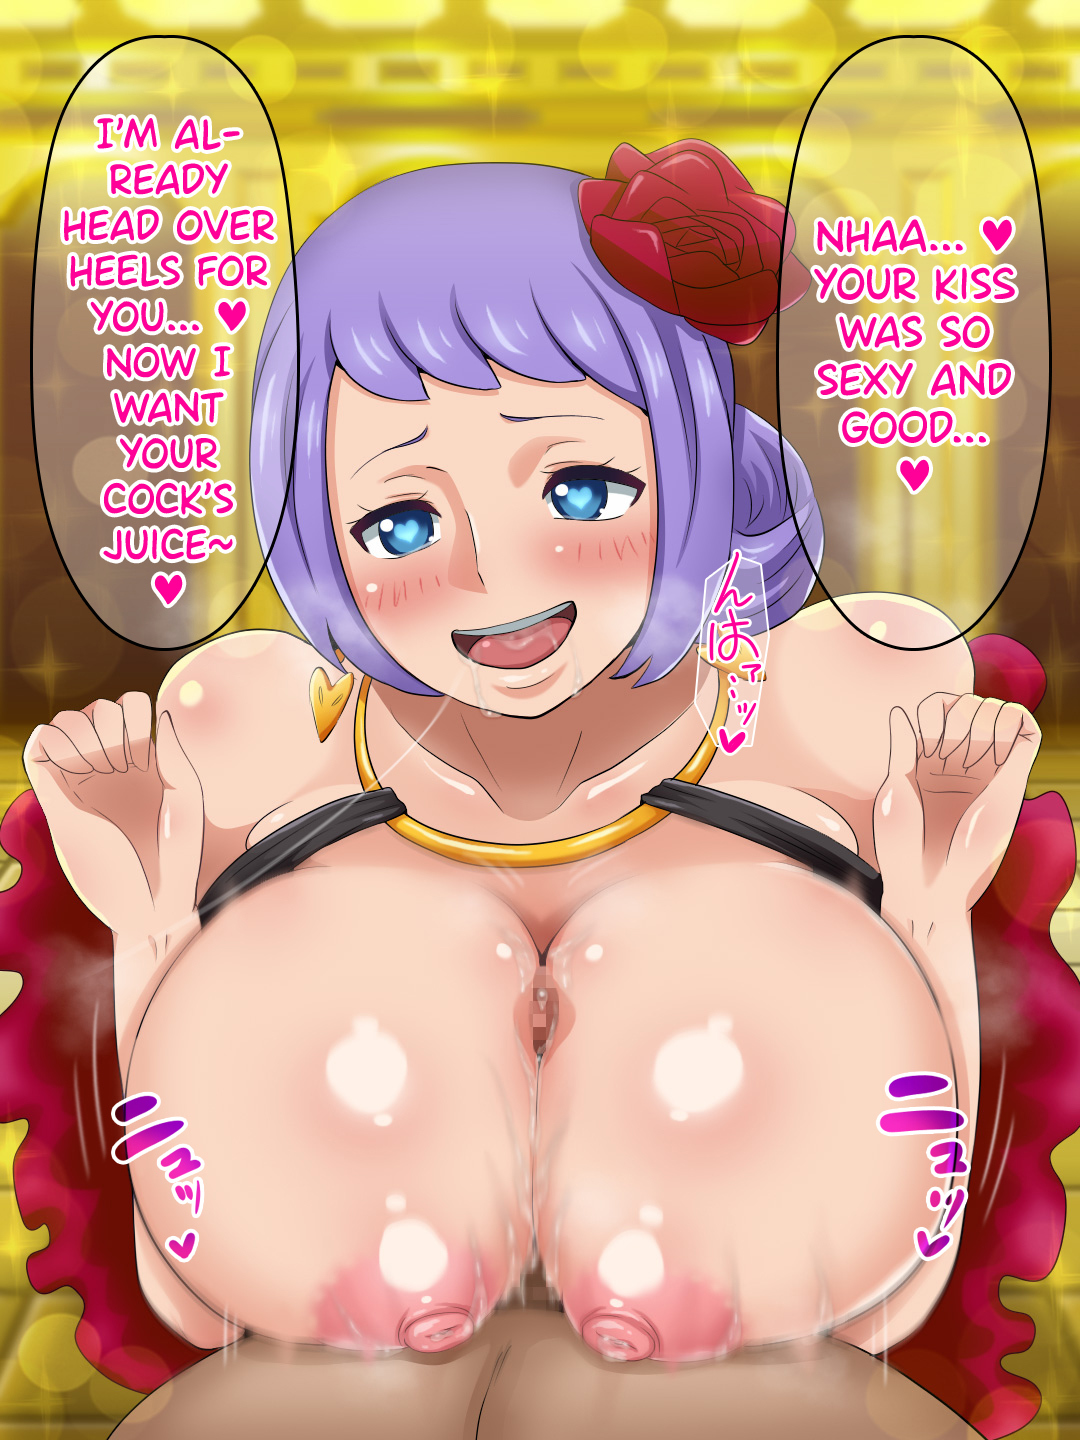 NHAA... ♥
YOUR KISS
WAS SO
SEXY AND
GOOD...
♥
I'M AL-
READY
HEAD OVER
HEELS FOR
YOU... ♥
NOW I
WANT
YOUR
COCK'S
JUICE~
♥
んはァ…ッ♥
ニュッ♥
ニュッ♥